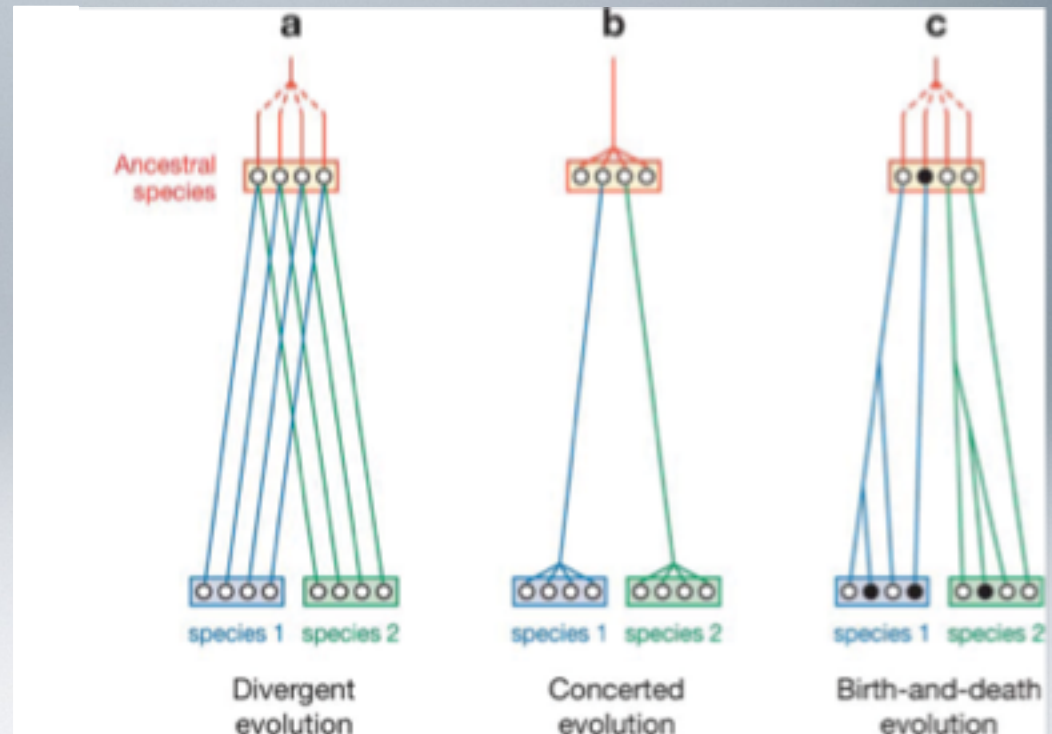 a
b
c
Ancestral
species
species 1
species 2
species 1
species 2
species 1
species 2
Divergent
evolution
Concerted
evolution
Birth-and-death
evolution